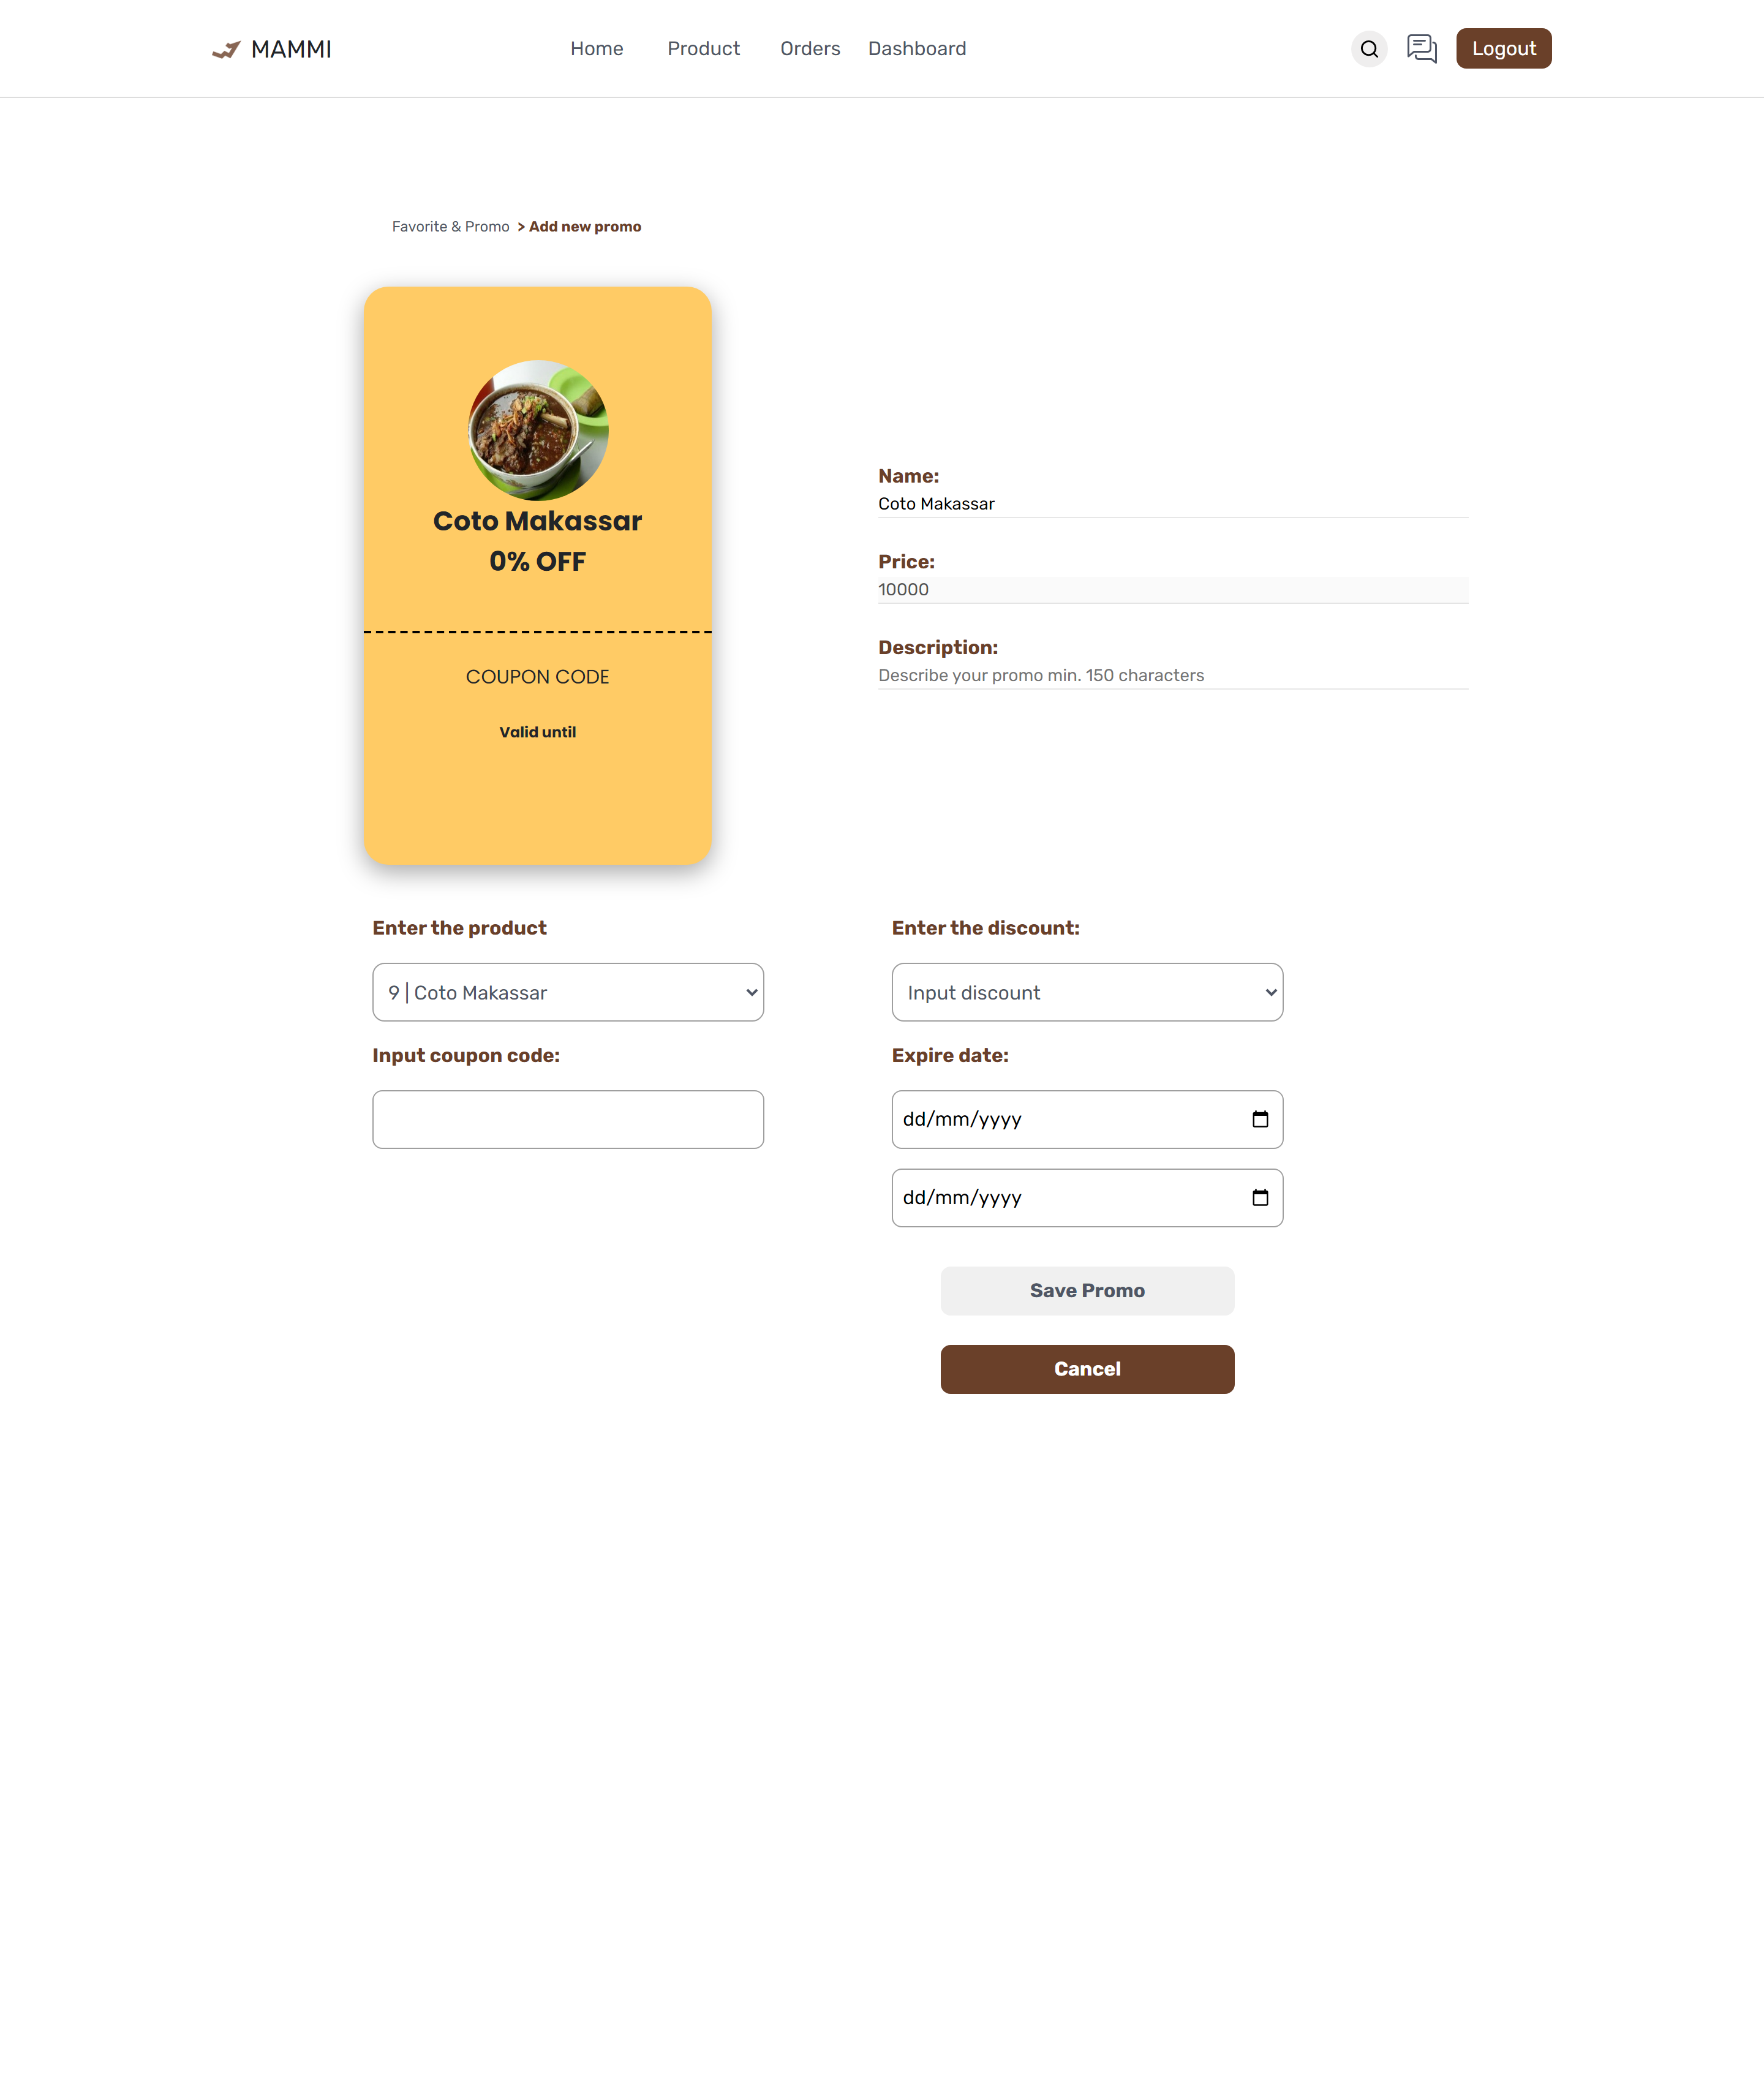 MAMMI
Home Product Orders Dashboard
Logout
Favorite & Promo > Add new promo
Coto Makassar
0% OFF
COUPON CODE
Valid until
Name:
Coto Makassar
Price:
10000
Description:
Describe your promo min. 150 characters
Enter the product
9 | Coto Makassar
Input coupon code:
Enter the discount:
Input discount
Expire date:
dd/mm/yyyy
dd/mm/yyyy
Save Promo
Cancel